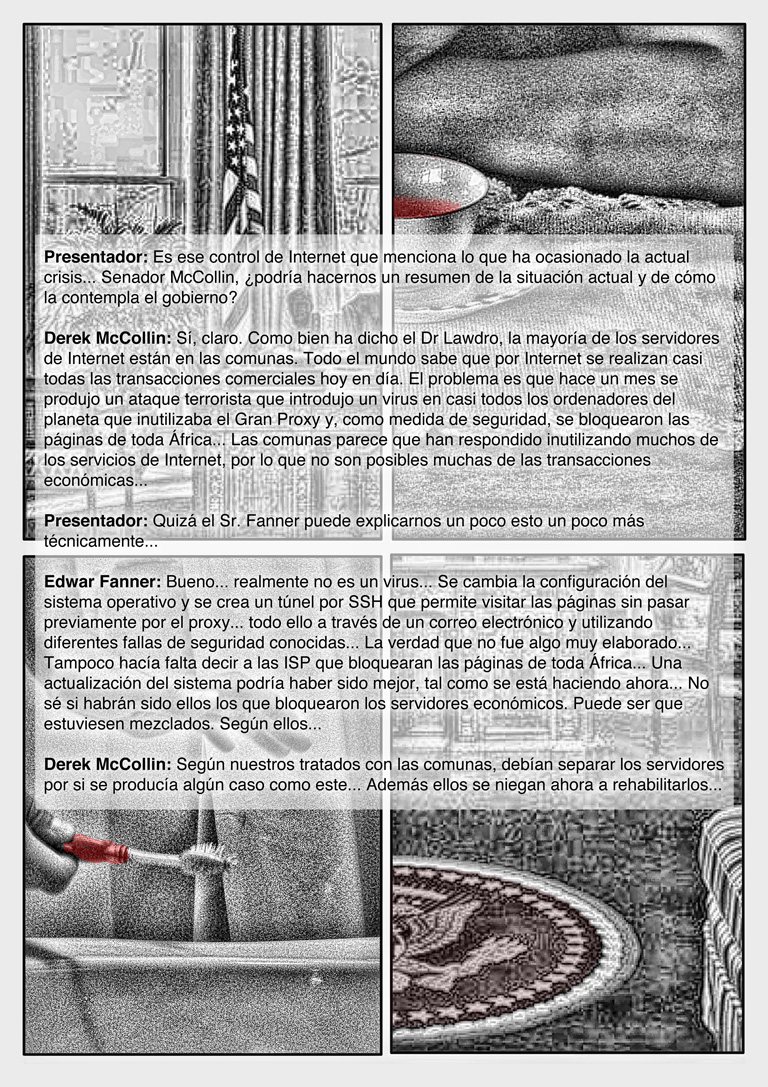 Presentador: Es ese control de Internet que menciona lo que ha ocasionado la actual
crisis... Senador McCollin, ¿podría hacernos un resumen de la situación actual y de cómo
la contempla el gobierno?
Derek McCollin: Sí, claro. Como bien ha dicho el Dr Lawdro, la mayoría de los servidores
de Internet están en las comunas. Todo el mundo sabe que por Internet se realizan casi
todas las transacciones comerciales hoy en día. El problema es que hace un mes se
produjo un ataque terrorista que introdujo un virus en casi todos los ordenadores del
planeta que inutilizaba el Gran Proxy y, como medida de seguridad, se bloquearon las
páginas de toda África... Las comunas parece que han respondido inutilizando muchos de
los servicios de Internet, por lo que no son posibles muchas de las transacciones
económicas...
Presentador: Quizá el Sr. Fanner puede explicarnos un poco esto un poco más
técnicamente...
Edwar Fanner: Bueno... realmente no es un virus... Se cambia la configuración del
sistema operativo y se crea un túnel por SSH que permite visitar las páginas sin pasar
previamente por el proxy... todo ello a través de un correo electrónico y utilizando
diferentes fallas de seguridad conocidas... La verdad que no fue algo muy elaborado...
Tampoco hacía falta decir a las ISP que bloquearan las páginas de toda África... Una
actualización del sistema podría haber sido mejor, tal como se está haciendo ahora... No
sé si habrán sido ellos los que bloquearon los servidores económicos. Puede ser que
estuviesen mezclados. Según ellos...
Derek McCollin: Según nuestros tratados con las comunas, debían separar los servidores
por si se producía algún caso como este... Además ellos se niegan ahora a rehabilitarlos...